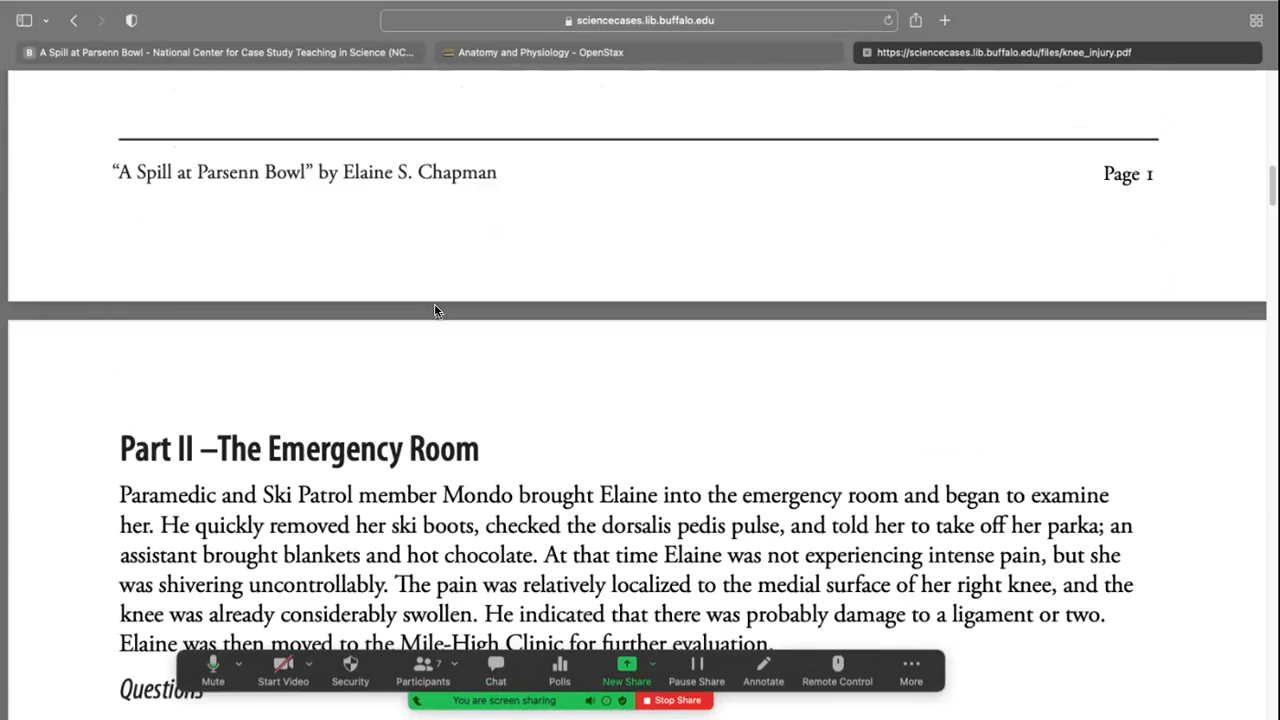 sciencecases.lib.buffalo.edu
A Spill at Parsenn Bowl - National Center for Case Study Teaching in Science (NC...
Anatomy and Physiology - OpenStax
https://sciencecases.lib.buffalo.edu/files/knee_injury.pdf
“A Spill at Parsenn Bowl” by Elaine S. Chapman
Page 1
Part II –The Emergency Room
Paramedic and Ski Patrol member Mondo brought Elaine into the emergency room and began to examine
her. He quickly removed her ski boots, checked the dorsalis pedis pulse, and told her to take off her parka; an
assistant brought blankets and hot chocolate. At that time Elaine was not experiencing intense pain, but she
was shivering uncontrollably. The pain was relatively localized to the medial surface of her right knee, and the
knee was already considerably swollen. He indicated that there was probably damage to a ligament or two.
Elaine was then moved to the Mile-High Clinic for further evaluation.
Questions
7
Mute
Start Video
Security
Participants
Chat
Polls
New Share
Pause Share
Annotate
Remote Control
More
You are screen sharing
Stop Share